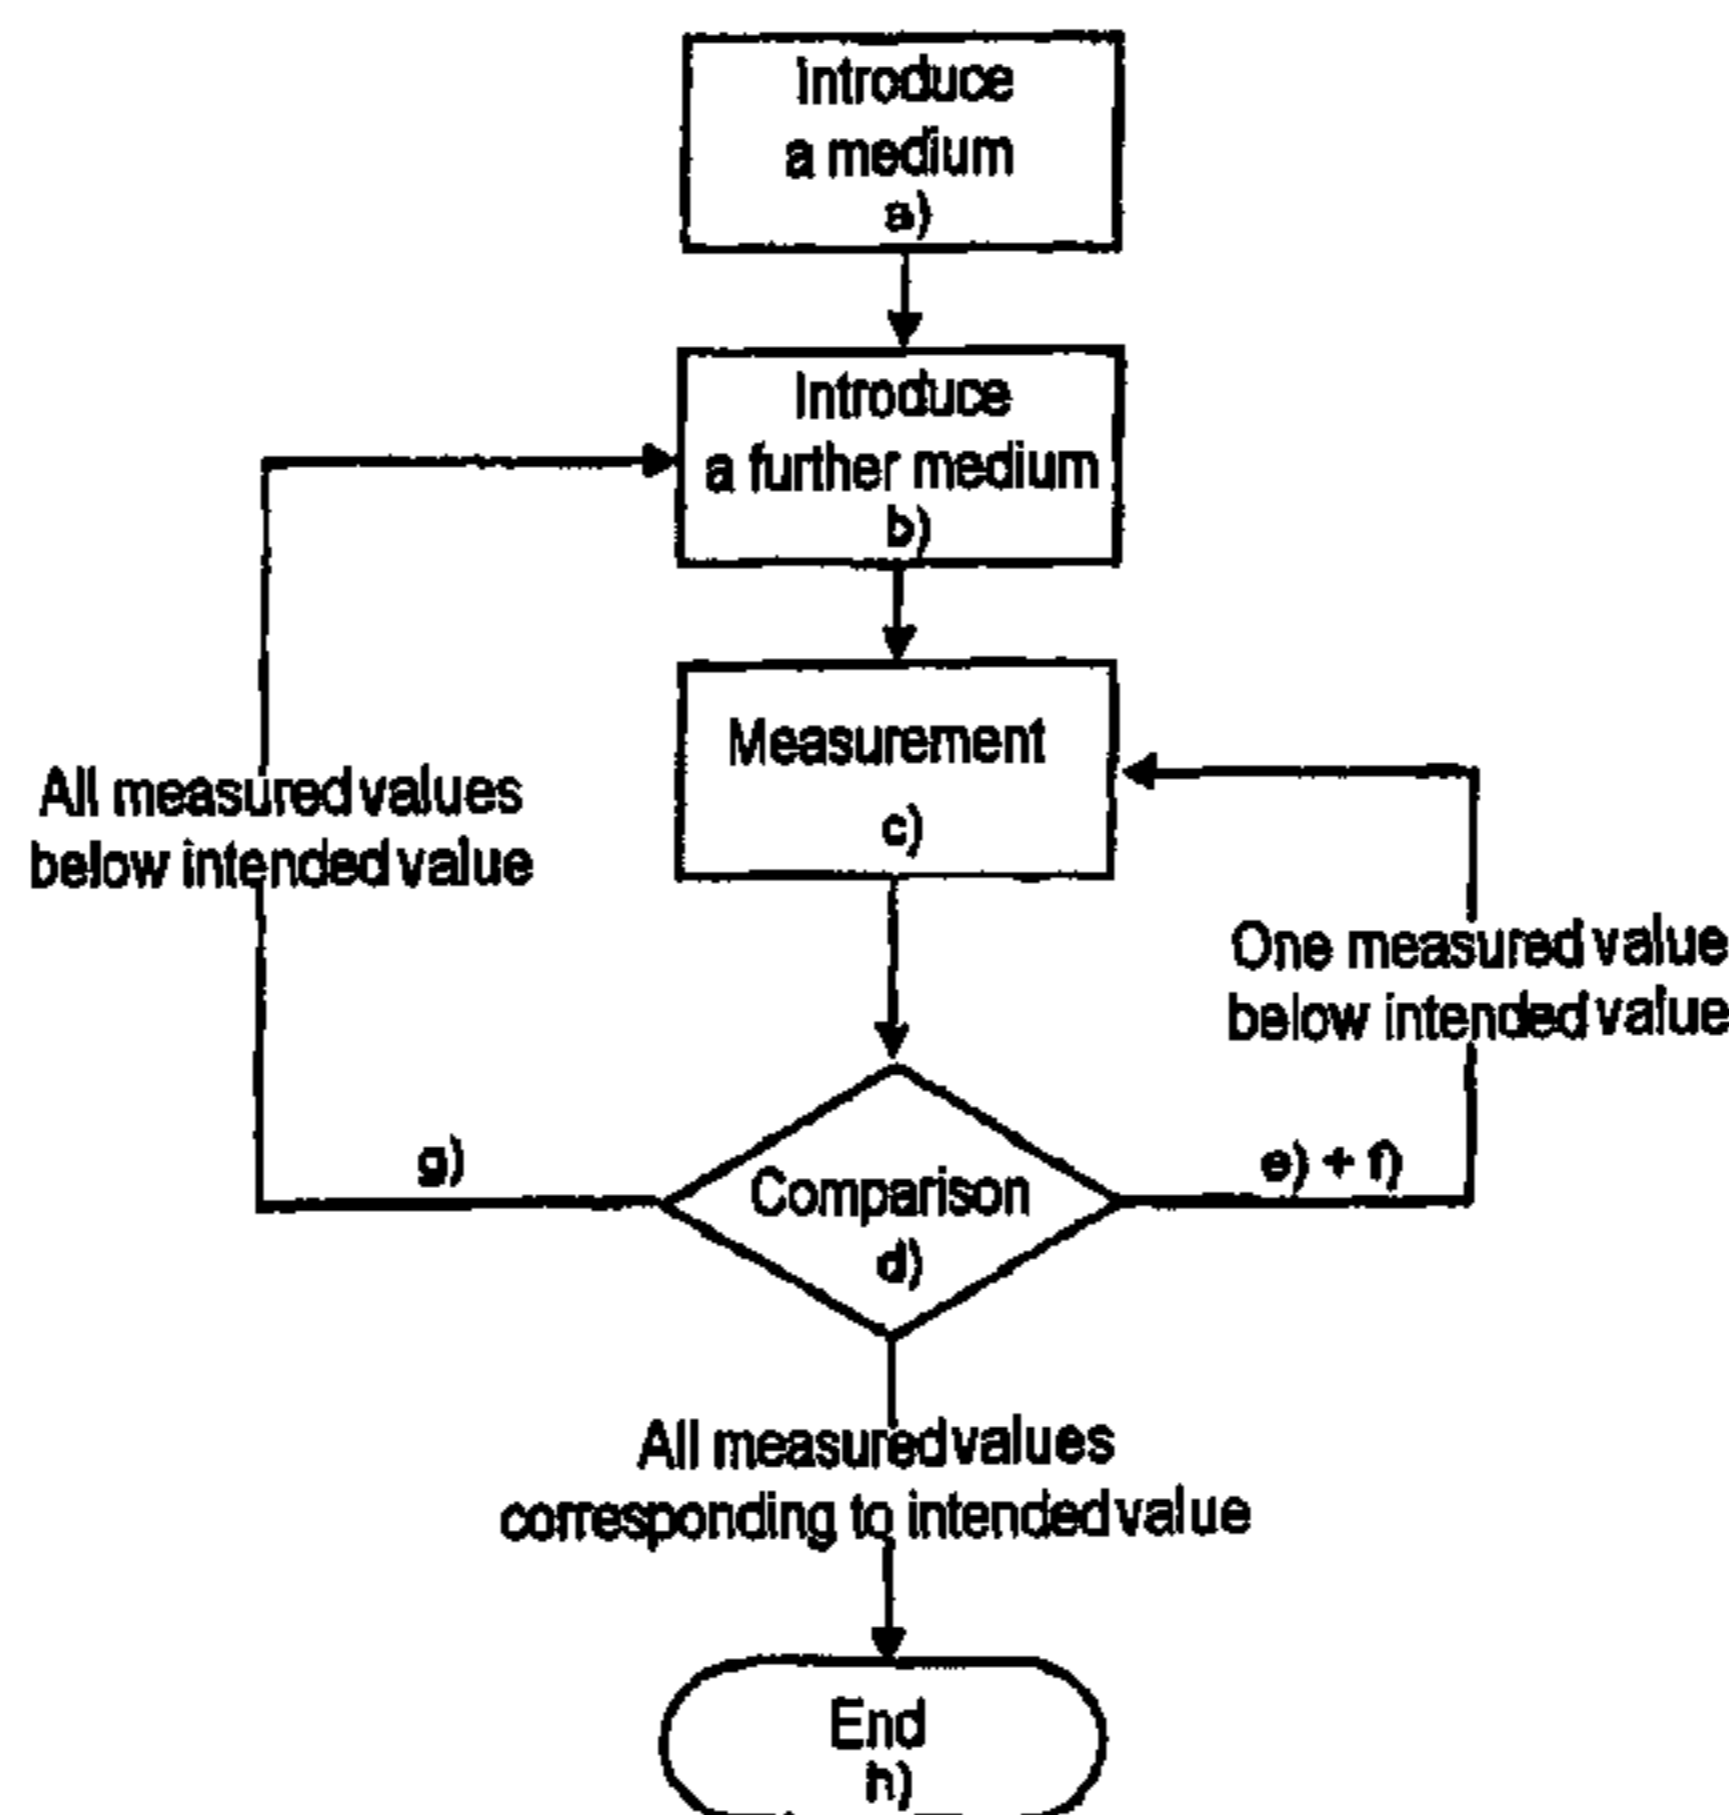 Introduce
a medium
a)
Introduce
a further medium
b)
Measurement
c)
All measured values
below intended value
One measured value
below intended value
g)
e) + f)
Comparison
d)
All measured values
corresponding to intended value
End
h)